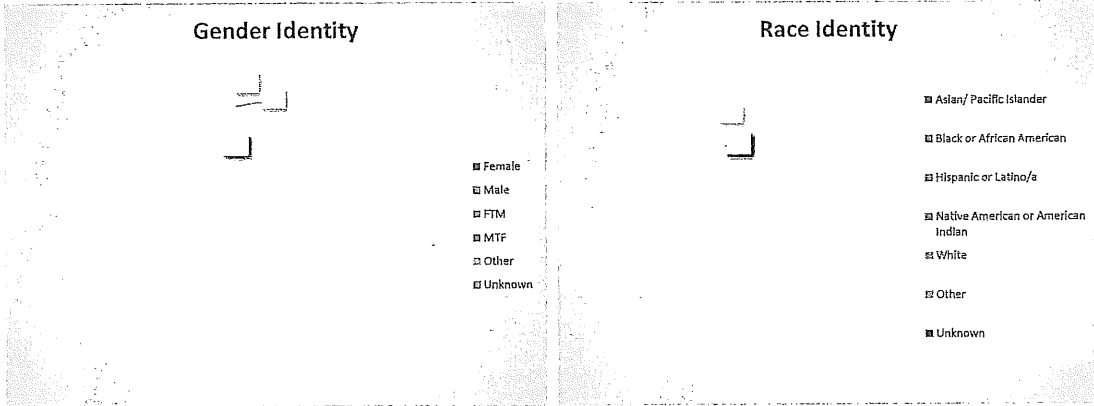 Gender Identity
Female
Male
FTM
MTF
Other
Unknown
Race Identity
Asian/ Pacific Islander
Black or African American
Hispanic or Latino/a
Native American or American
Indian
White
Other
Unknown